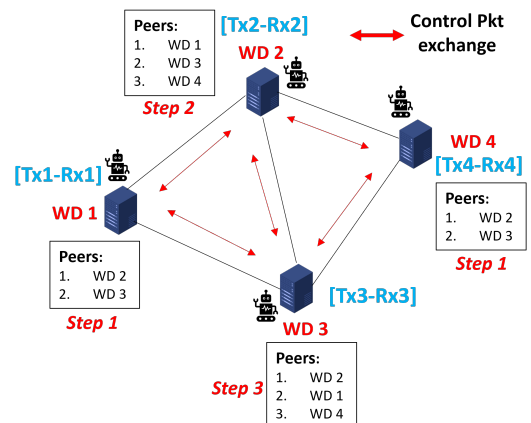 Peers:
1. WD 1
2. WD 3
3. WD 4
Step 2
[Tx2-Rx2]
WD 2
Control Pkt
exchange
[Tx1-Rx1]
WD 1
Peers:
1. WD 2
2. WD 3
Step 1
WD 4
[Tx4-Rx4]
Peers:
1. WD 2
2. WD 3
Step 1
[Tx3-Rx3]
WD 3
Step 3
Peers:
1. WD 2
2. WD 1
3. WD 4